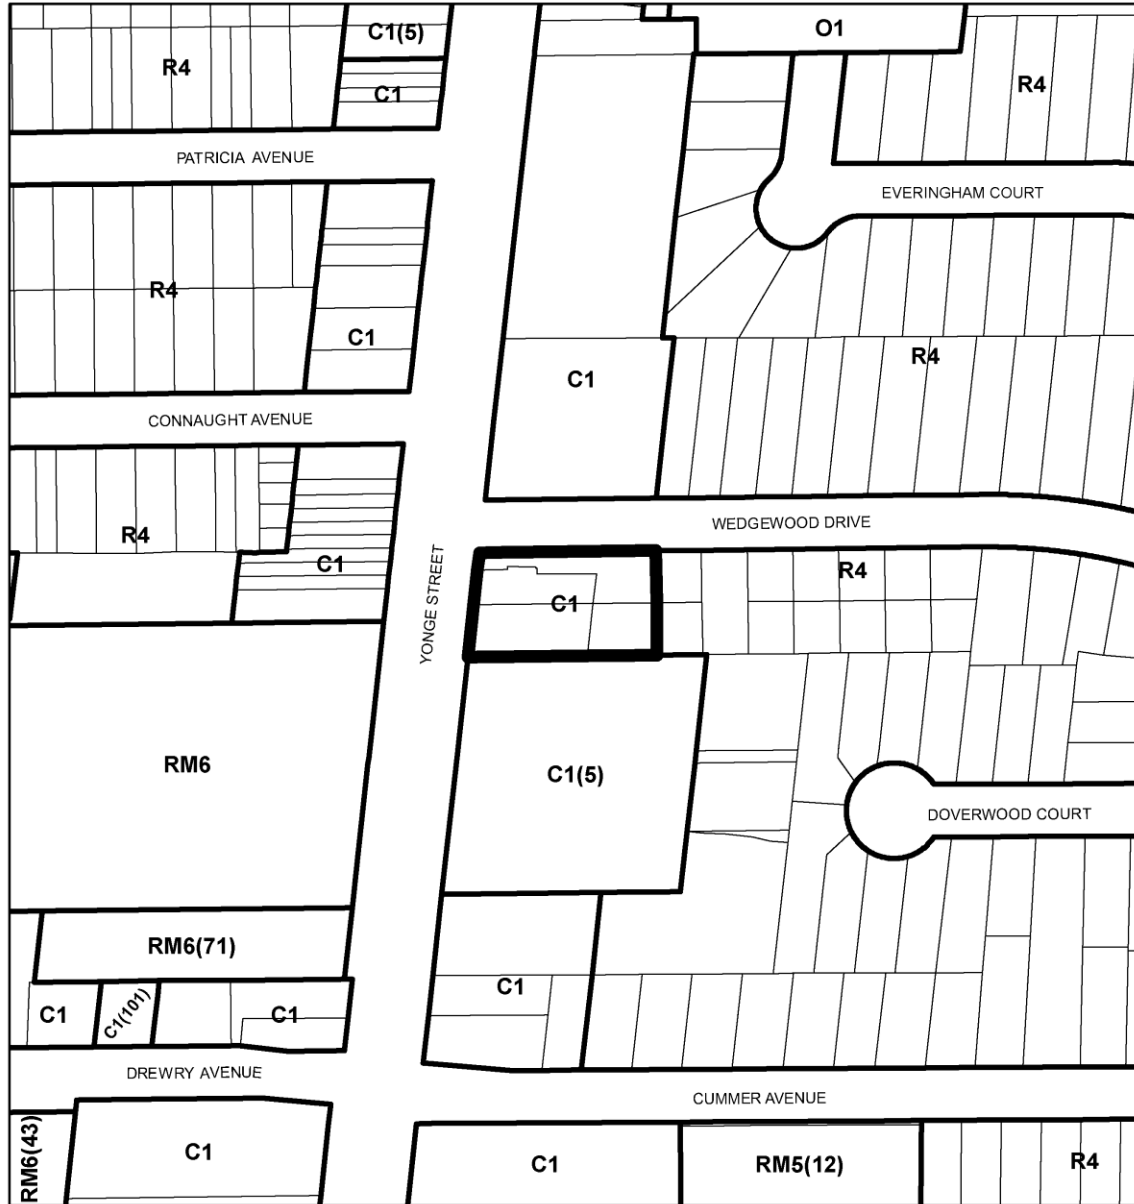 C1(5)
O1
R4
R4
C1
PATRICIA AVENUE
EVERINGHAM COURT
R4
C1
R4
C1
CONNAUGHT AVENUE
WEDGEWOOD DRIVE
R4
C1
R4
C1
YONGE STREET
RM6
C1(5)
DOVERWOOD COURT
RM6(71)
C1
C1
C1(101)
C1
DREWRY AVENUE
CUMMER AVENUE
RM6(43)
C1
C1
RM5(12)
R4